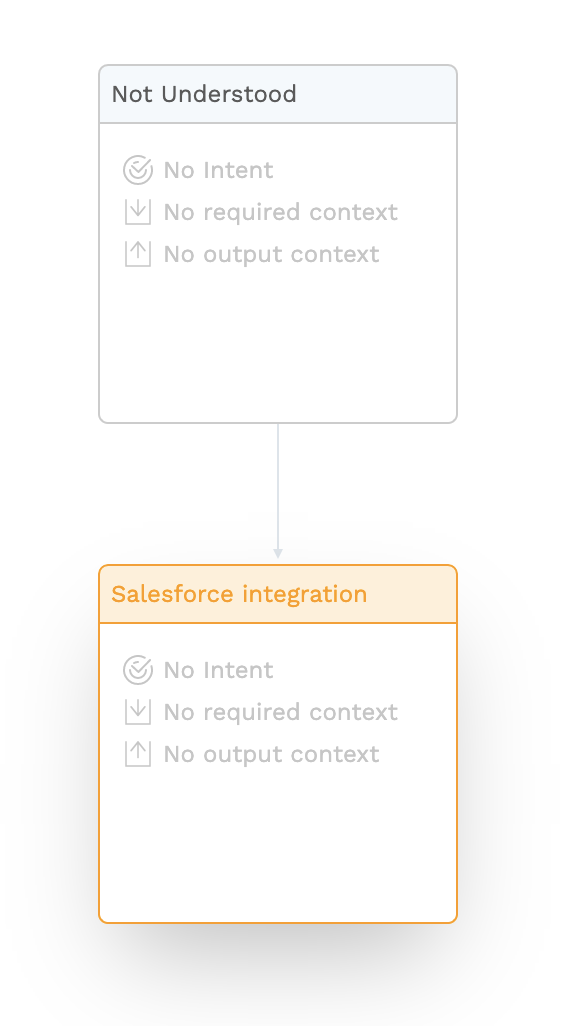 Not Understood
No Intent
No required context
No output context
Salesforce integration
No Intent
No required context
No output context